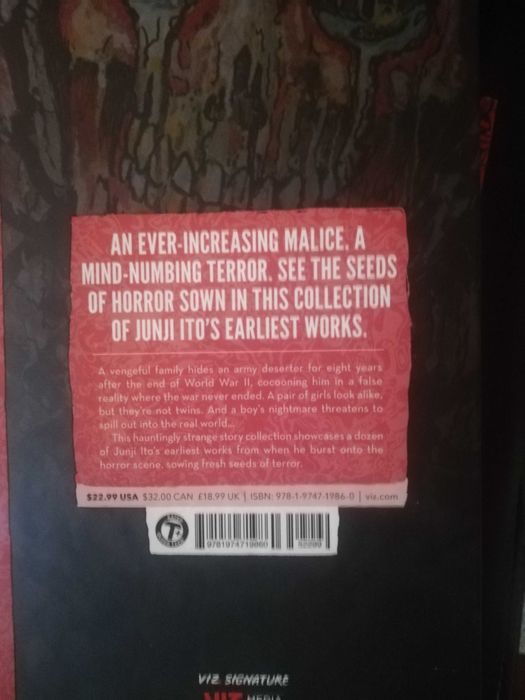 AN EVER-INCREASING MALICE. A
MIND-NUMBING TERROR. SEE THE SEEDS
OF HORROR SOWN IN THIS COLLECTION
OF JUNJI ITO'S EARLIEST WORKS.
A vengeful family hides an army deserter for eight years
after the end of World War II, cocooning him in a false
reality where the war never ended. A pair of girls look alike,
but they're not twins. And a boy's nightmare threatens to
spill out into the real world...
This hauntingly strange story collection showcases a dozen
of Junji Ito's earliest works from when he burst onto the
horror scene, sowing fresh seeds of terror.
$22.99 USA $32.00 CAN £18.99 UK | ISBN: 978-1-9747-1986-0 | viz.com
T+
9781974719860
52299
VIZ SIGNATURE
VIZ MEDIA